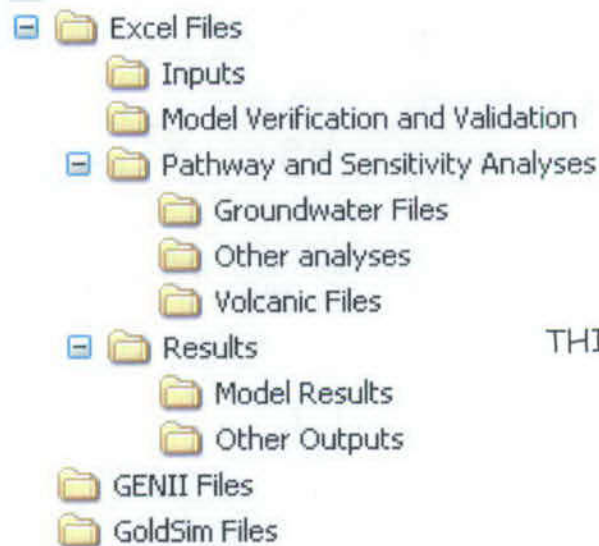 Excel Files
Inputs
Model Verification and Validation
Pathway and Sensitivity Analyses
Groundwater Files
Other analyses
Volcanic Files
Results
Model Results
Other Outputs
GENII Files
GoldSim Files